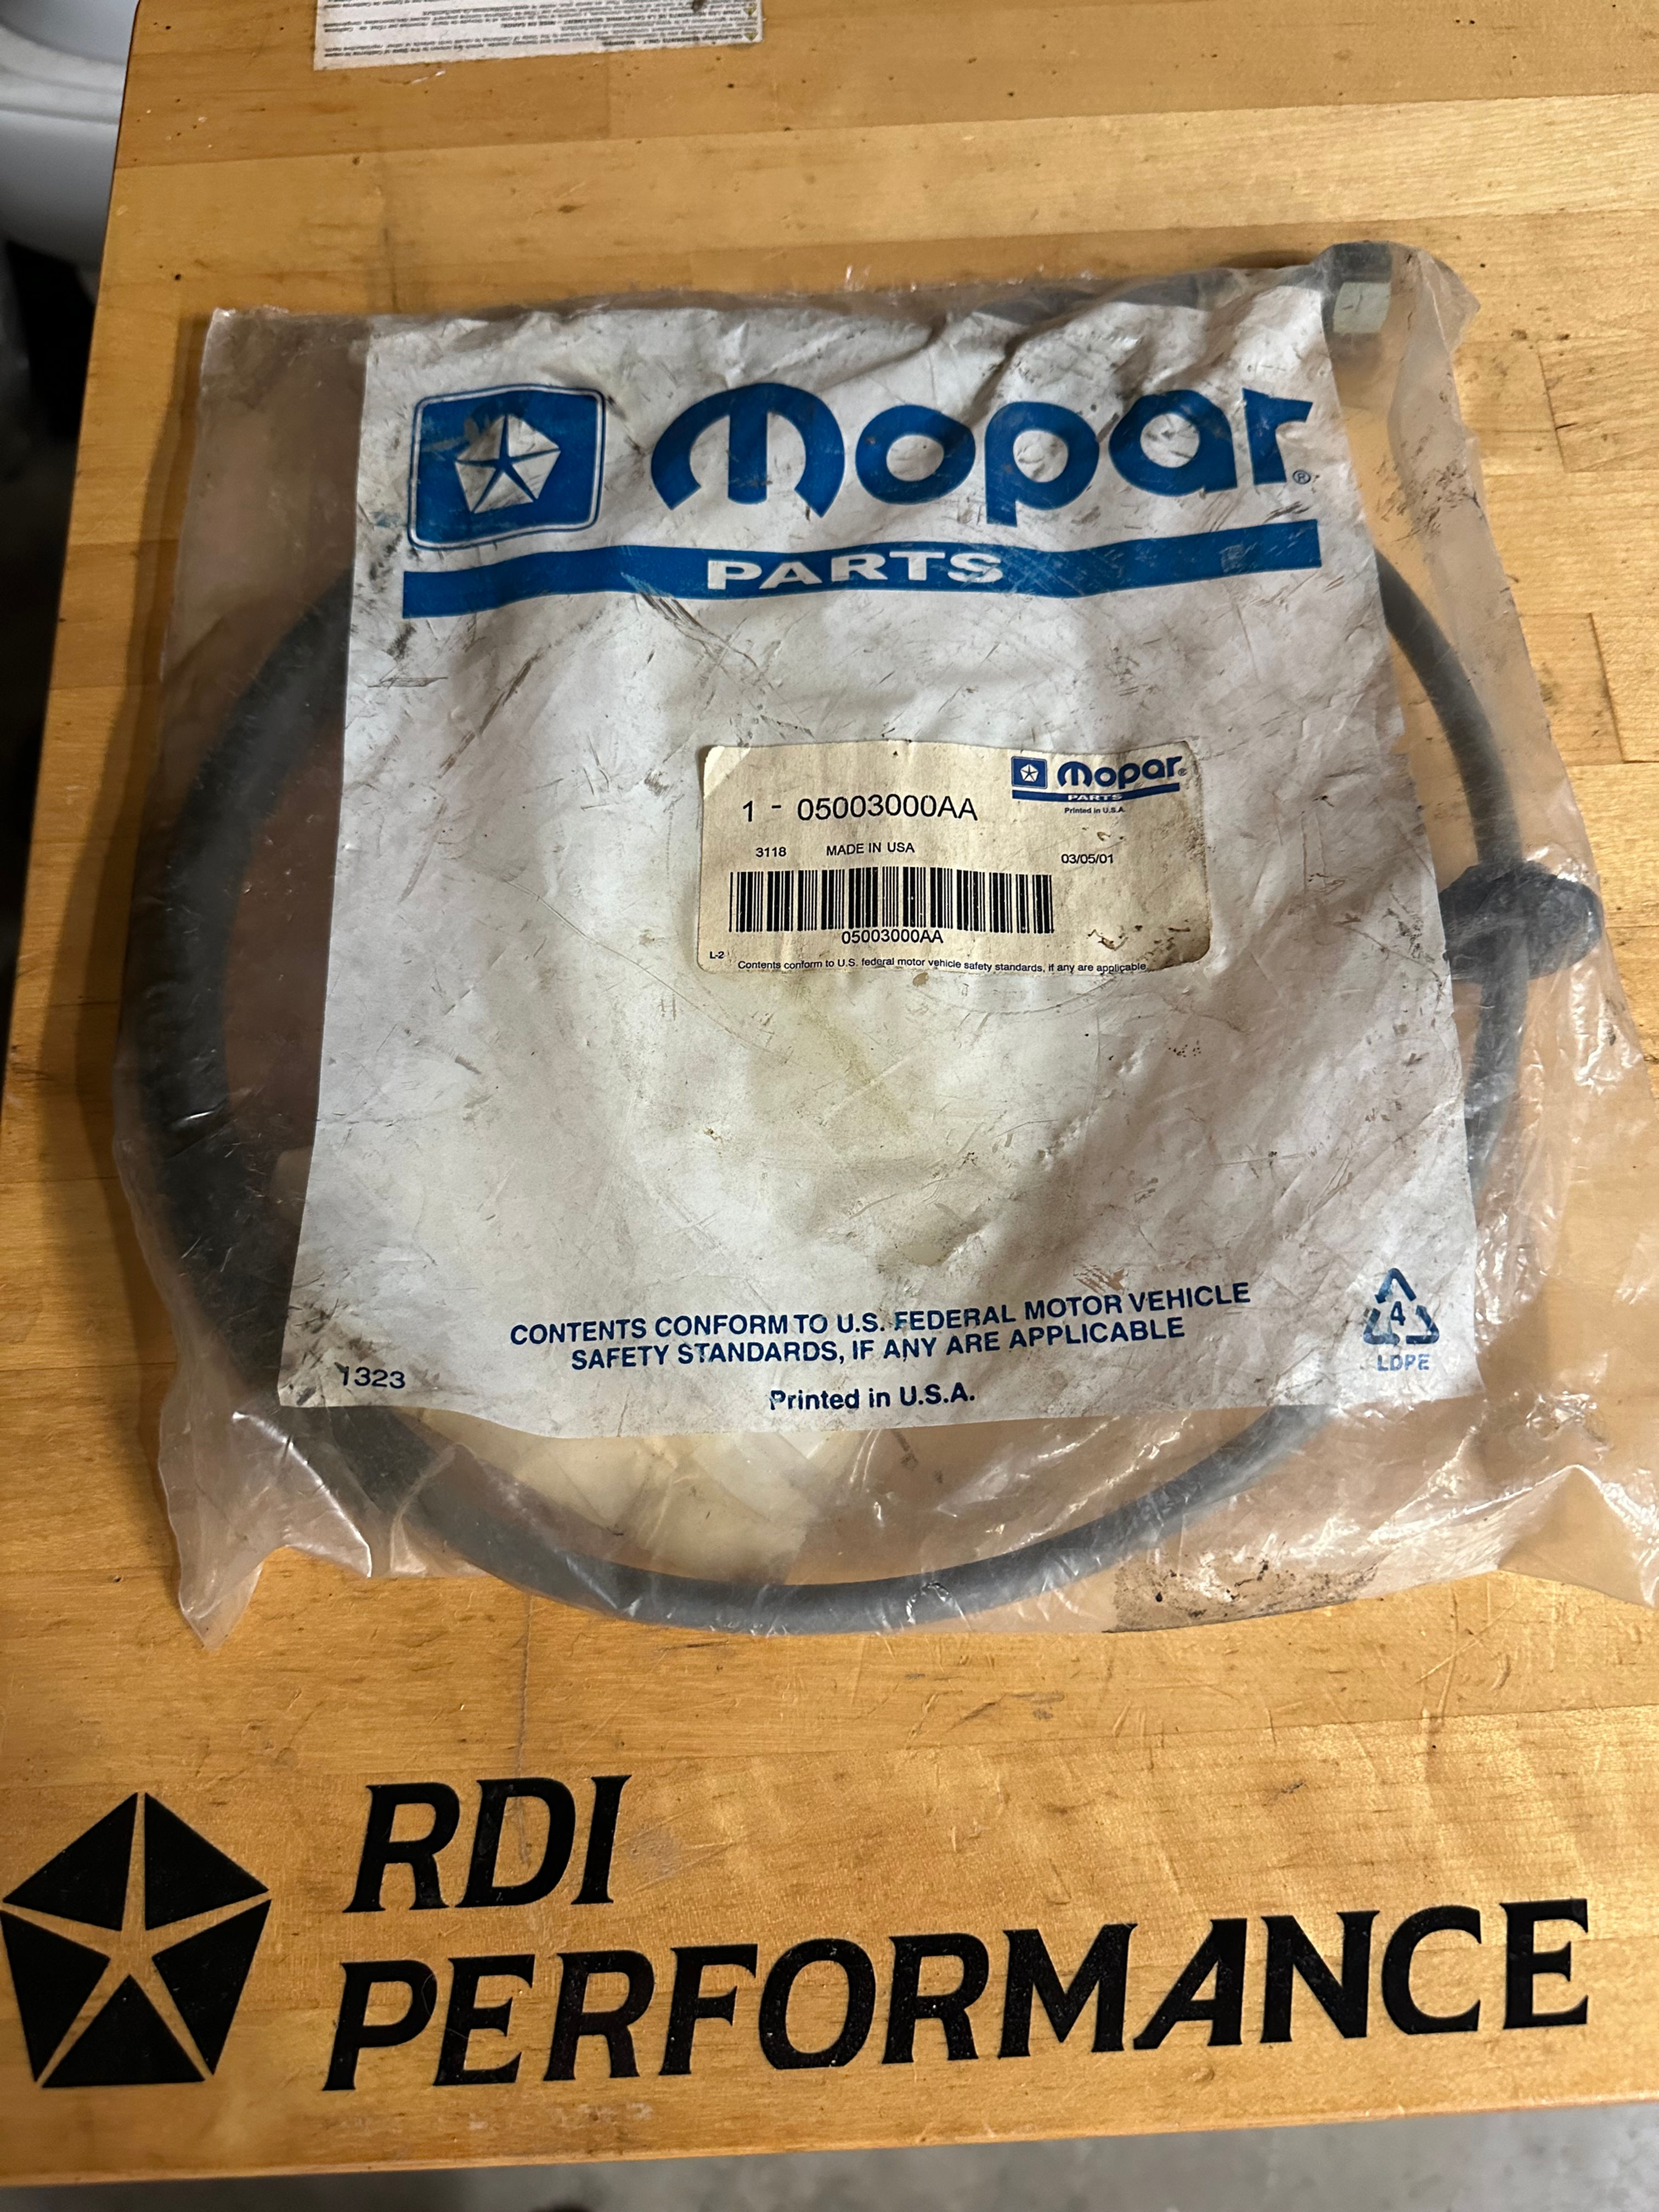 Mopar®
PARTS
Mopar®
PARTS
Printed in U.S.A.
1 - 05003000AA
3118 MADE IN USA 03/05/01
05003000AA
L-2
Contents conform to U.S. federal motor vehicle safety standards, if any are applicable
CONTENTS CONFORM TO U.S. FEDERAL MOTOR VEHICLE
SAFETY STANDARDS, IF ANY ARE APPLICABLE
4
LDPE
1323
Printed in U.S.A.
RDI
PERFORMANCE